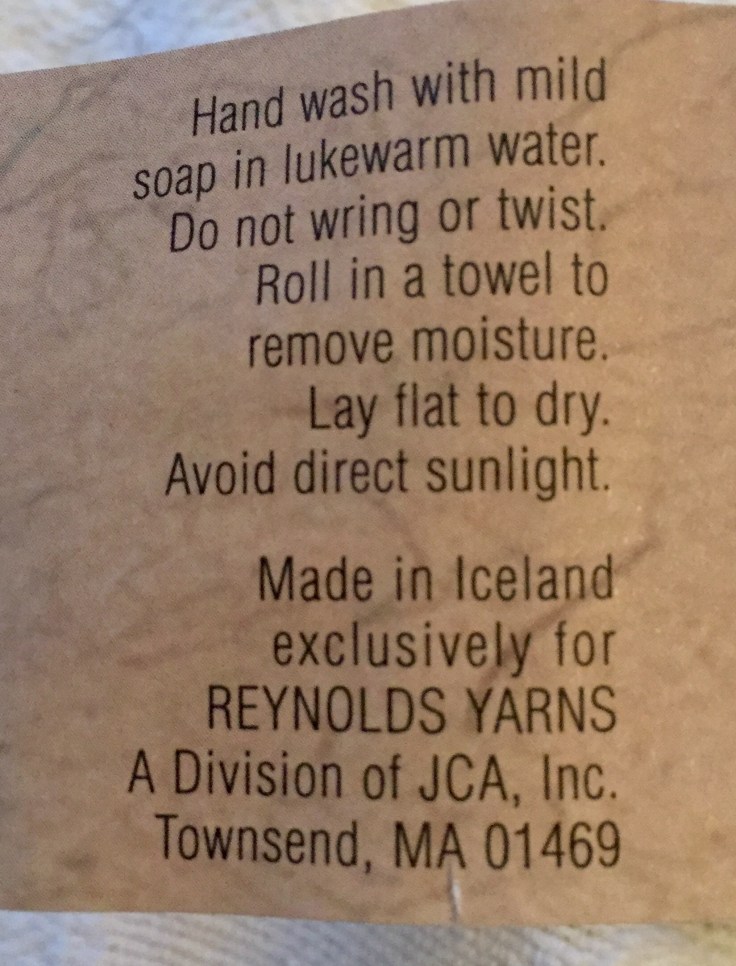 Hand wash with mild
soap in lukewarm water.
Do not wring or twist.
Roll in a towel to
remove moisture.
Lay flat to dry.
Avoid direct sunlight.
Made in Iceland
exclusively for
REYNOLDS YARNS
A Division of JCA, Inc.
Townsend, MA 01469